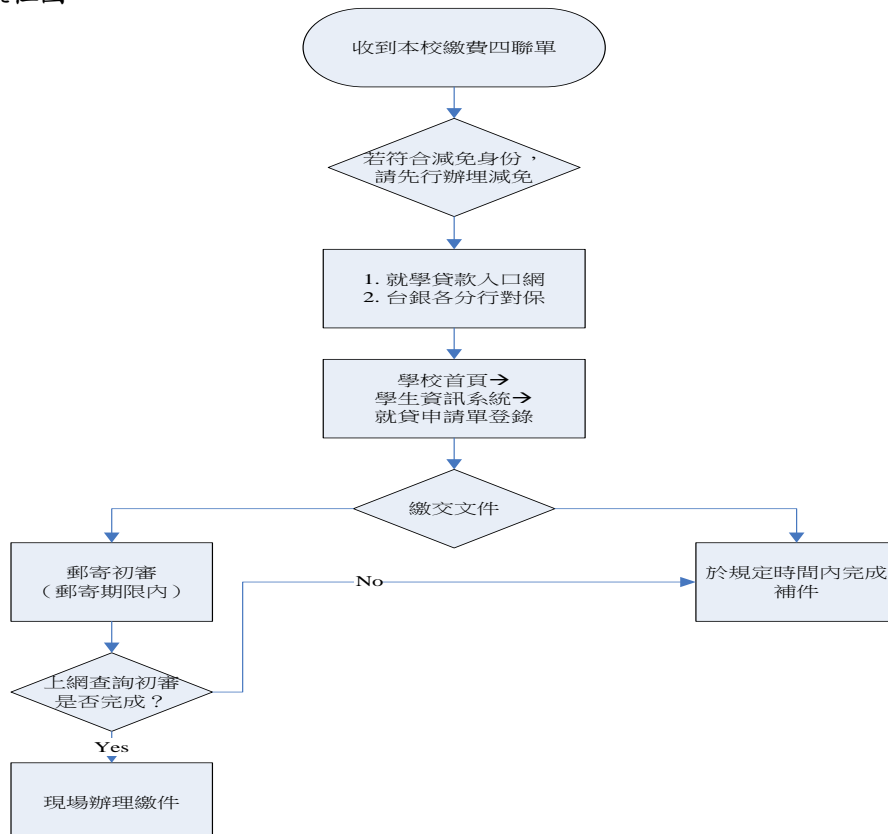 收到本校繳費四聯單
若符合減免身份，
請先行辦埋減免
1. 就學貸款入口網
2. 台銀各分行對保
學校首頁→
學生資訊系統→
就貸申請單登錄
繳交文件
郵寄初審
（郵寄期限內）
於規定時間內完成
補件
No
上網查詢初審
是否完成？
Yes
現場辦理繳件